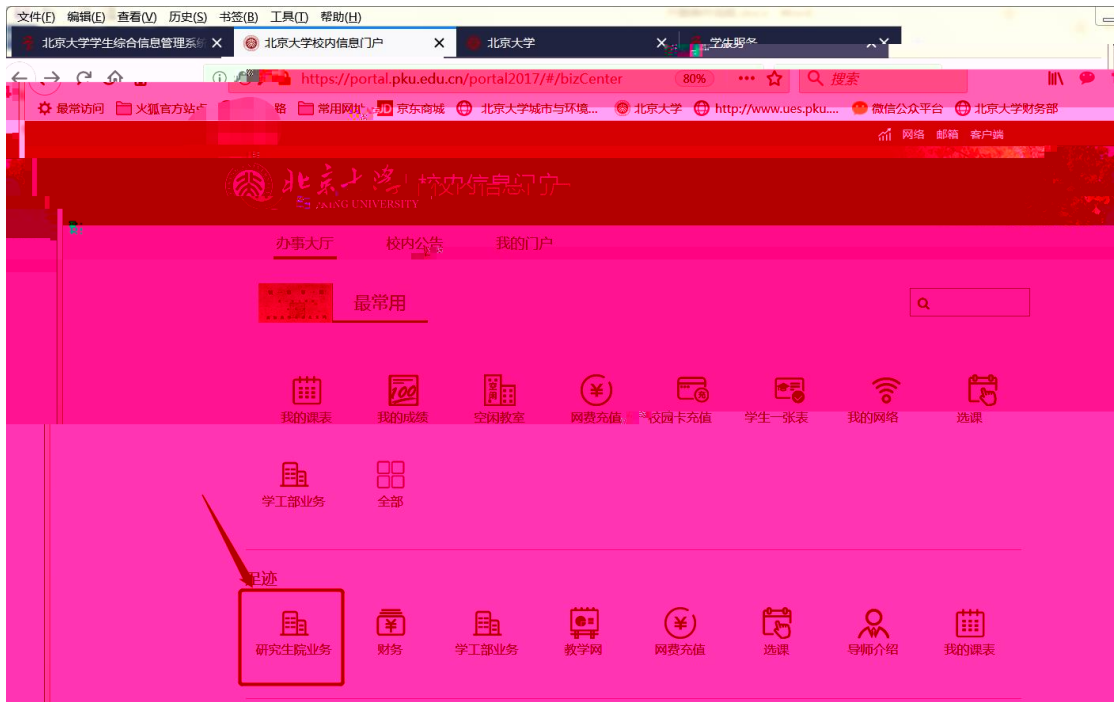 文件(F) 编辑(E) 查看(V) 历史(S) 书签(B) 工具(T) 帮助(H)
北京大学学生综合信息管理系统 北京大学校内信息门户 北京大学 学生服务
https://portal.pku.edu.cn/portal2017/#/bizCenter 80% 搜索
最常访问 火狐官方站点 路 常用网址 JD 京东商城 北京大学城市与环境... 北京大学 http://www.ues.pku.... 微信公众平台 北京大学财务部
网络 邮箱 客户端
北京大学 校内信息门户
PEKING UNIVERSITY
办事大厅 校内公告 我的门户
最常用
我的课表 我的成绩 空闲教室 网费充值 校园卡充值 学生一张表 我的网络 选课
学工部业务 全部
足迹
研究生院业务 财务 学工部业务 教学网 网费充值 选课 导师介绍 我的课表